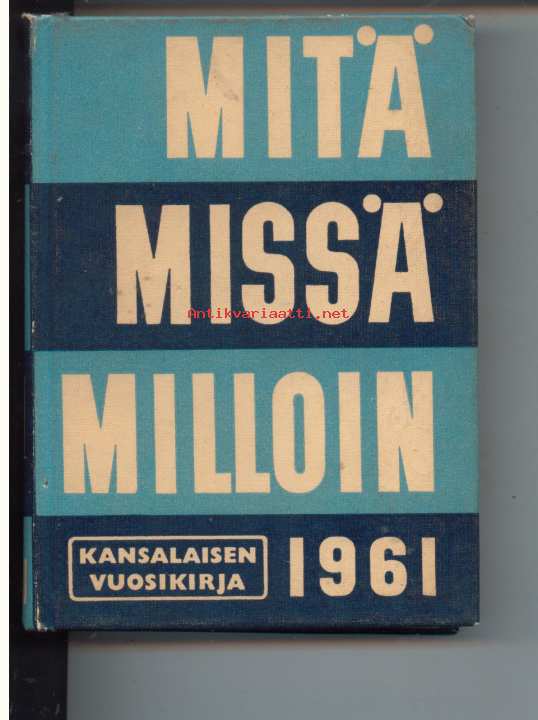 MITÄ
MISSÄ
Antikvariaatti.net
MILLOIN
KANSALAISEN
VUOSIKIRJA
1961